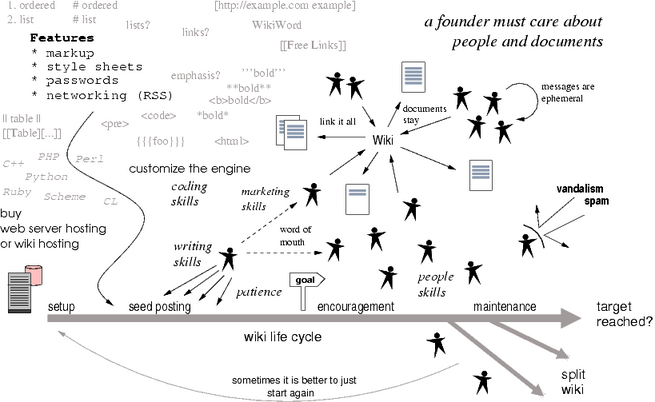 1. ordered # ordered
2. list # list
lists?
links?
[http://example.com example]
WikiWord
[[Free Links]]
a founder must care about
people and documents
Features
* markup
* style sheets
* passwords
* networking (RSS)
emphasis?
'''bold'''
**bold**
<b>bold</b>
*bold*
|| table ||
[[Table][...]]
<pre>
<code>
{{{foo}}}
<html>
C++ PHP Perl
Python
Ruby Scheme CL
link it all
Wiki
documents
stay
messages are
ephemeral
customize the engine
coding
skills
marketing
skills
vandalism
spam
buy
web server hosting
or wiki hosting
writing
skills
word of
mouth
people
skills
patience
goal
setup
seed posting
encouragement
maintenance
target
reached?
wiki life cycle
split
wiki
sometimes it is better to just
start again